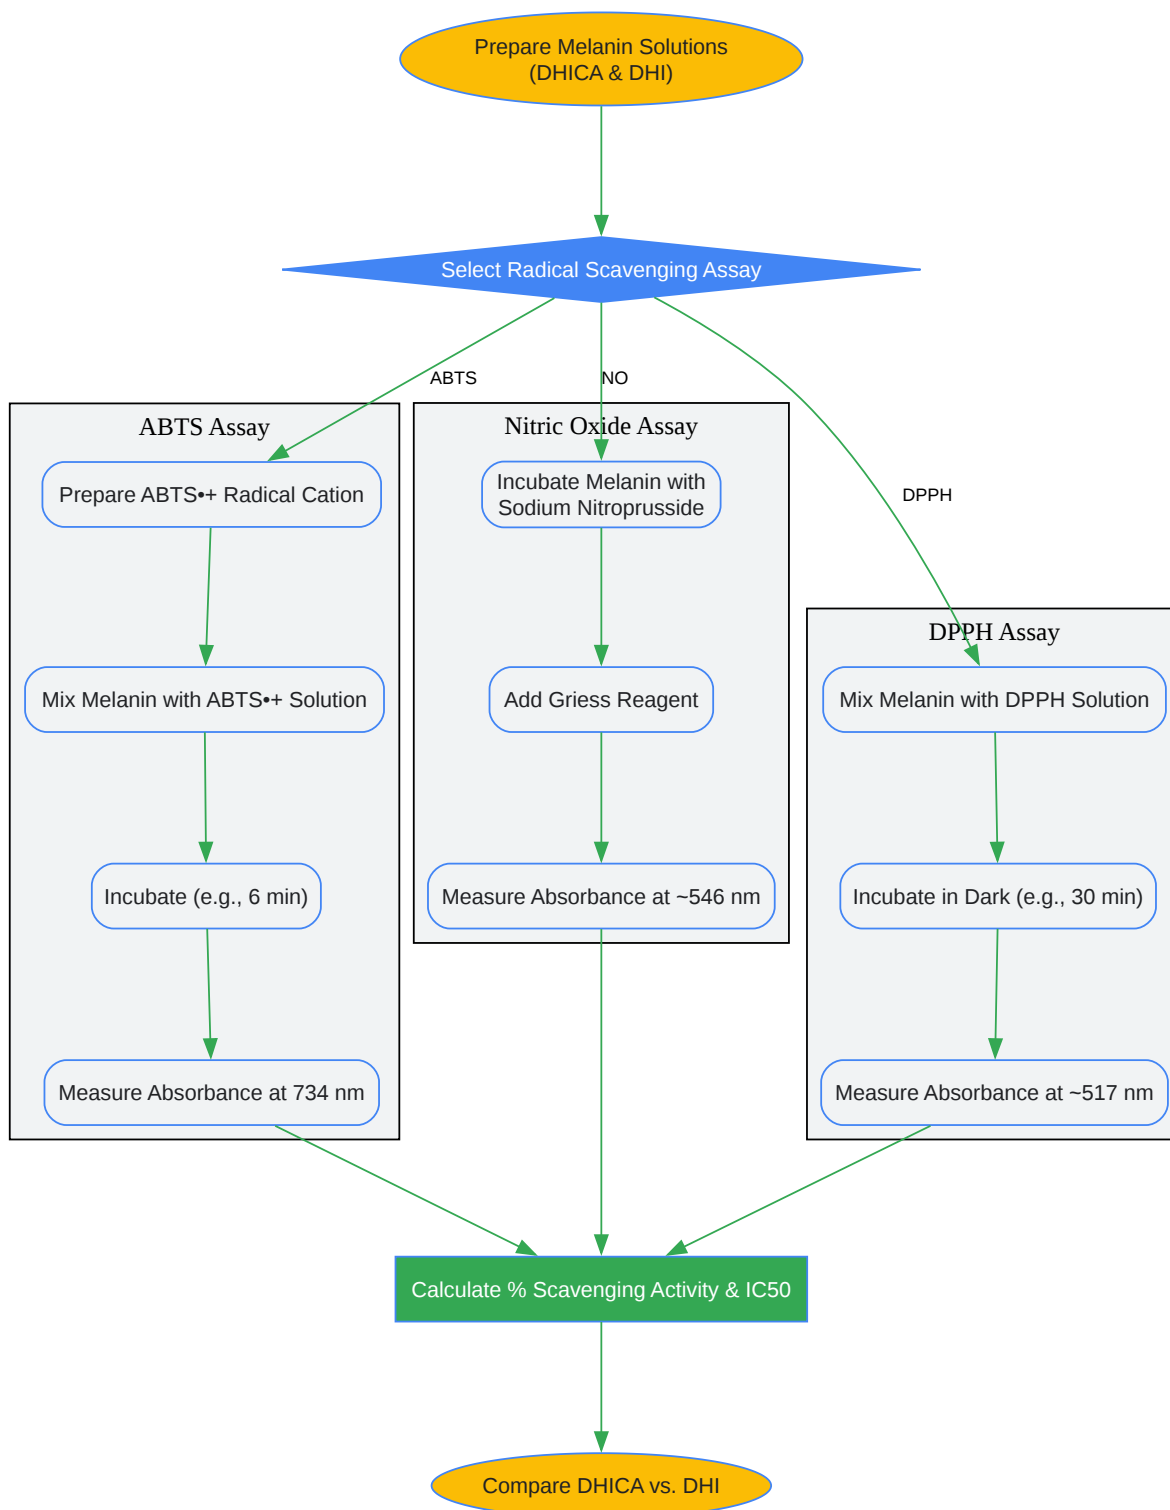 Prepare Melanin Solutions
(DHICA & DHI)
Select Radical Scavenging Assay
ABTS
NO
DPPH
ABTS Assay
Prepare ABTS•+ Radical Cation
Mix Melanin with ABTS•+ Solution
Incubate (e.g., 6 min)
Measure Absorbance at 734 nm
Nitric Oxide Assay
Incubate Melanin with
Sodium Nitroprusside
Add Griess Reagent
Measure Absorbance at ~546 nm
DPPH Assay
Mix Melanin with DPPH Solution
Incubate in Dark (e.g., 30 min)
Measure Absorbance at ~517 nm
Calculate % Scavenging Activity & IC50
Compare DHICA vs. DHI